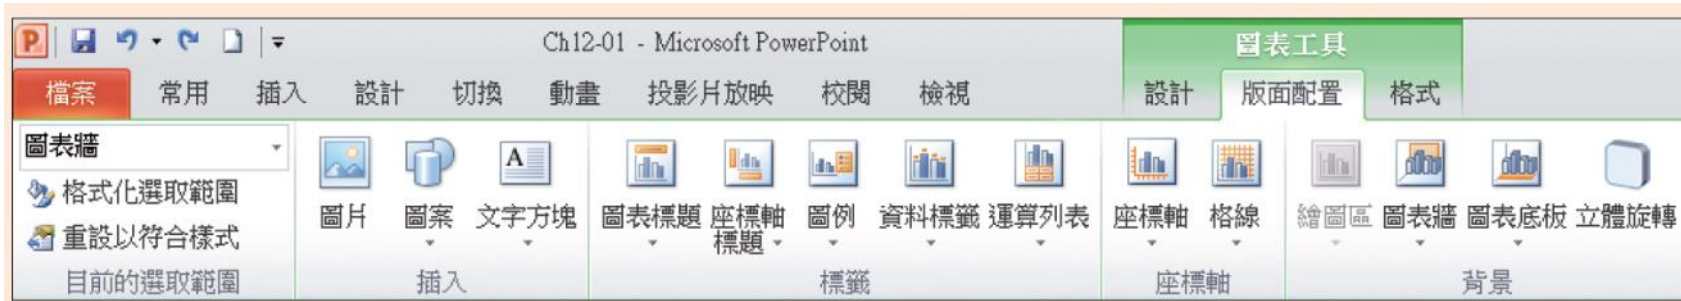 Ch12-01 - Microsoft PowerPoint
圖表工具
檔案 常用 插入 設計 切換 動畫 投影片放映 校閱 檢視 設計 版面配置 格式
圖表牆
格式化選取範圍
重設以符合樣式
目前的選取範圍
圖片 圖案 文字方塊
插入
圖表標題 座標軸標題 圖例 資料標籤 運算列表
標籤
座標軸 格線
座標軸
繪圖區 圖表牆 圖表底板 立體旋轉
背景